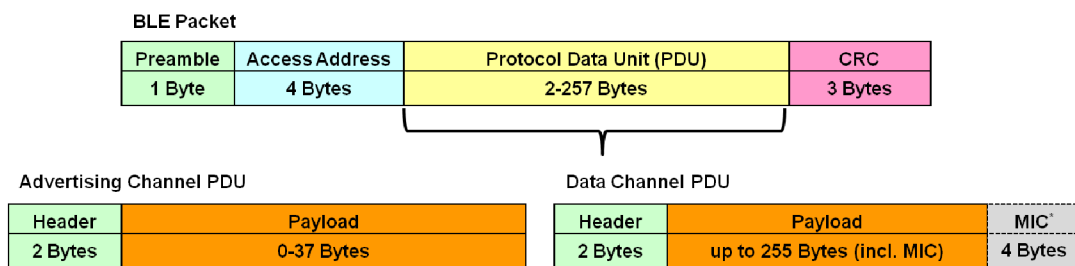 BLE Packet
Preamble Access Address Protocol Data Unit (PDU) CRC
1 Byte 4 Bytes 2-257 Bytes 3 Bytes
Advertising Channel PDU Data Channel PDU
Header Payload Header Payload MIC*
2 Bytes 0-37 Bytes 2 Bytes up to 255 Bytes (incl. MIC) 4 Bytes